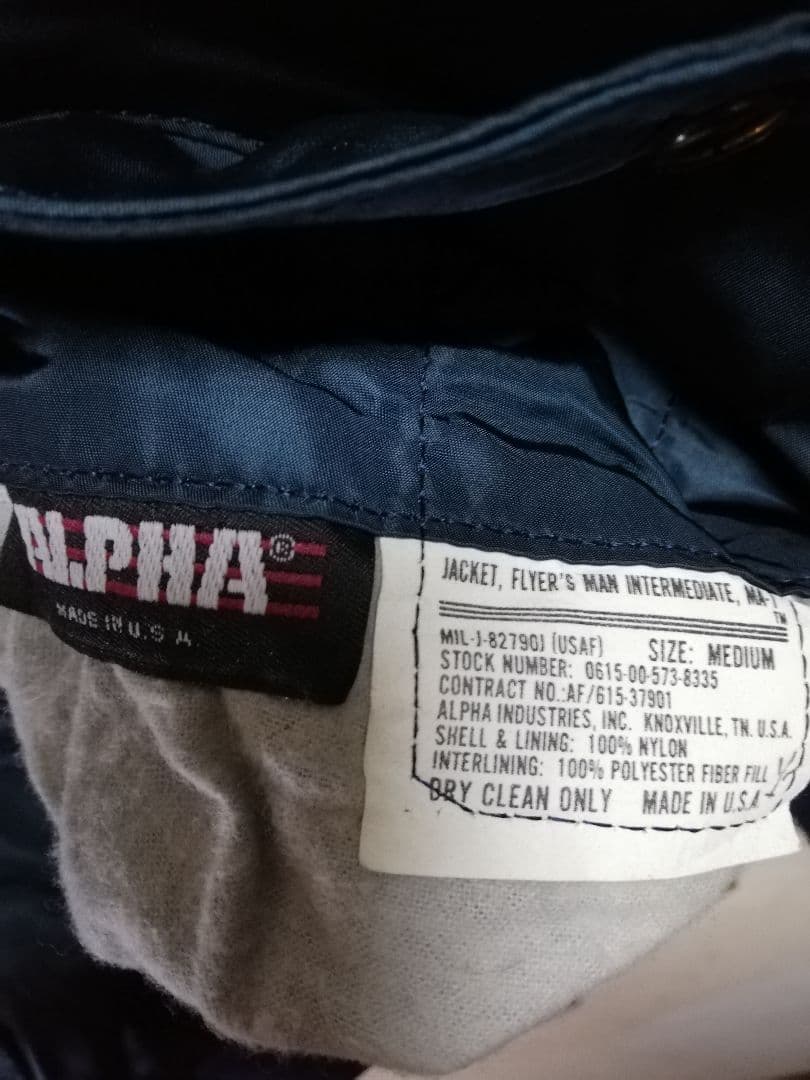 ALPHA®
MADE IN U.S.A.
JACKET, FLYER'S MAN INTERMEDIATE, MA-1
™
MIL-J-82790J (USAF) SIZE: MEDIUM
STOCK NUMBER: 0615-00-573-8335
CONTRACT NO.:AF/615-37901
ALPHA INDUSTRIES, INC. KNOXVILLE, TN. U.S.A.
SHELL & LINING: 100% NYLON
INTERLINING: 100% POLYESTER FIBER FILL
DRY CLEAN ONLY MADE IN U.S.A